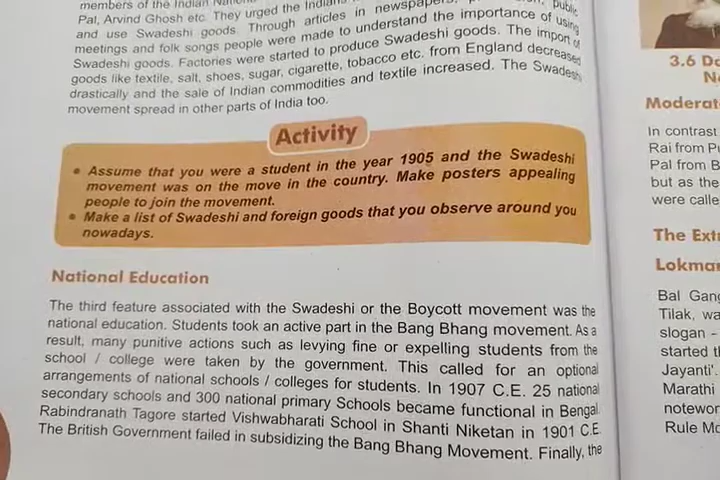 members of the Indian
Pal, Arvind Ghosh etc. They urged the Indians public
and use Swadeshi goods. Through articles in newspapers,
meetings and folk songs people were made to understand the importance of using
Swadeshi goods. Factories were started to produce Swadeshi goods. The import of
goods like textile, salt, shoes, sugar, cigarette, tobacco etc. from England decreased
drastically and the sale of Indian commodities and textile increased. The Swadeshi
movement spread in other parts of India too.
Activity
• Assume that you were a student in the year 1905 and the Swadeshi
movement was on the move in the country. Make posters appealing
people to join the movement.
• Make a list of Swadeshi and foreign goods that you observe around you
nowadays.
National Education
The third feature associated with the Swadeshi or the Boycott movement was the
national education. Students took an active part in the Bang Bhang movement. As a
result, many punitive actions such as levying fine or expelling students from the
school / college were taken by the government. This called for an optional
arrangements of national schools / colleges for students. In 1907 C.E. 25 national
secondary schools and 300 national primary Schools became functional in Bengal.
Rabindranath Tagore started Vishwabharati School in Shanti Niketan in 1901 C.E.
The British Government failed in subsidizing the Bang Bhang Movement. Finally, the
3.6 Da
N
Moderat
In contrast
Rai from Pu
Pal from B
but as the
were calle
The Extr
Lokman
Bal Gang
Tilak, wa
slogan -
started th
Jayanti'.
Marathi
notewor
Rule Mo